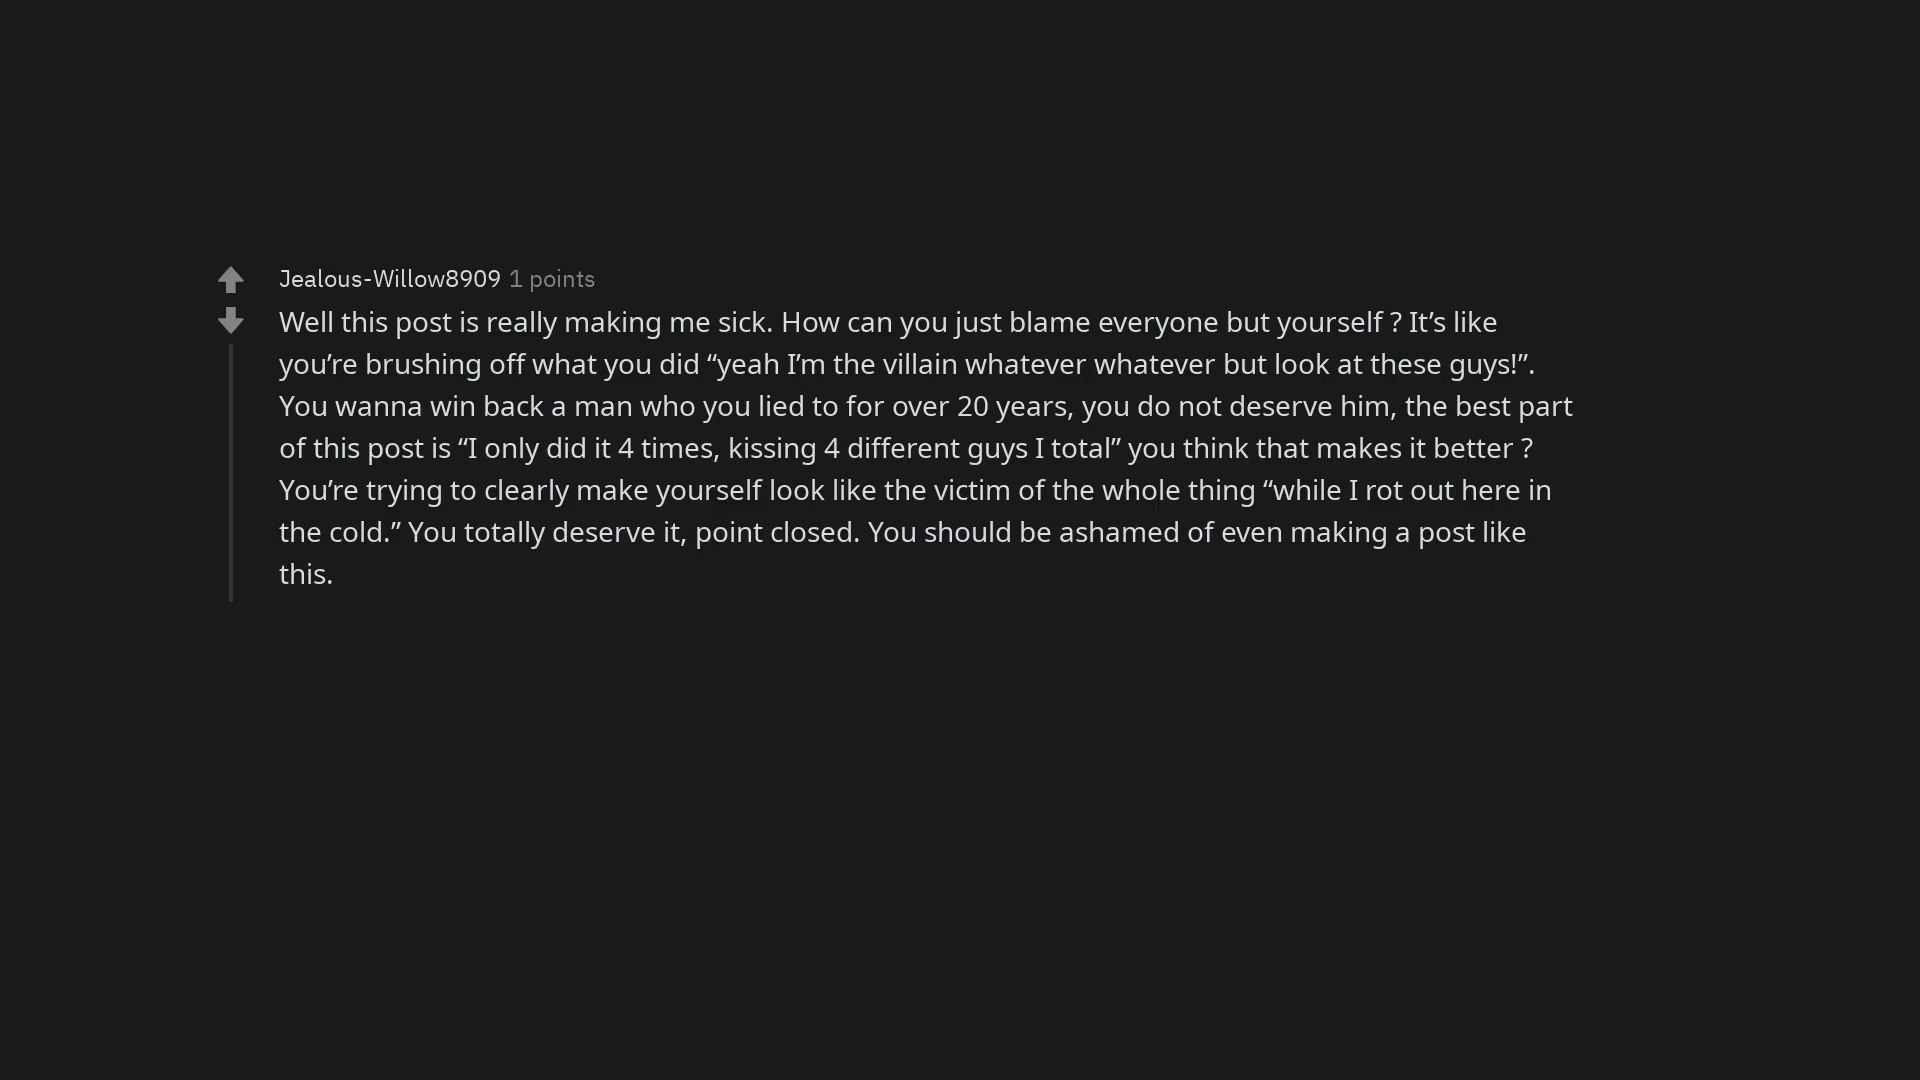 Jealous-Willow8909 1 points
Well this post is really making me sick. How can you just blame everyone but yourself ? It’s like
you’re brushing off what you did “yeah I’m the villain whatever whatever but look at these guys!”.
You wanna win back a man who you lied to for over 20 years, you do not deserve him, the best part
of this post is “I only did it 4 times, kissing 4 different guys I total” you think that makes it better ?
You’re trying to clearly make yourself look like the victim of the whole thing “while I rot out here in
the cold.” You totally deserve it, point closed. You should be ashamed of even making a post like
this.